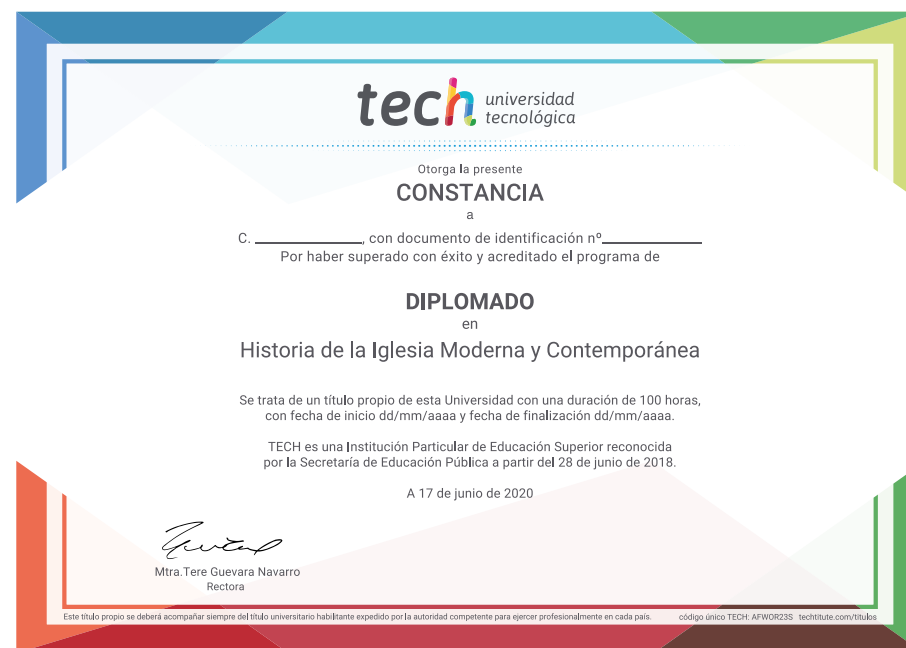 tech universidad
tecnológica
Otorga la presente
CONSTANCIA
a
C. ____________, con documento de identificación nº____________
Por haber superado con éxito y acreditado el programa de
DIPLOMADO
en
Historia de la Iglesia Moderna y Contemporánea
Se trata de un título propio de esta Universidad con una duración de 100 horas,
con fecha de inicio dd/mm/aaaa y fecha de finalización dd/mm/aaaa.
TECH es una Institución Particular de Educación Superior reconocida
por la Secretaría de Educación Pública a partir del 28 de junio de 2018.
A 17 de junio de 2020
Mtra.Tere Guevara Navarro
Rectora
Este título propio se deberá acompañar siempre del título universitario habilitante expedido por la autoridad competente para ejercer profesionalmente en cada país. código único TECH: AFWOR23S techtitute.com/titulos